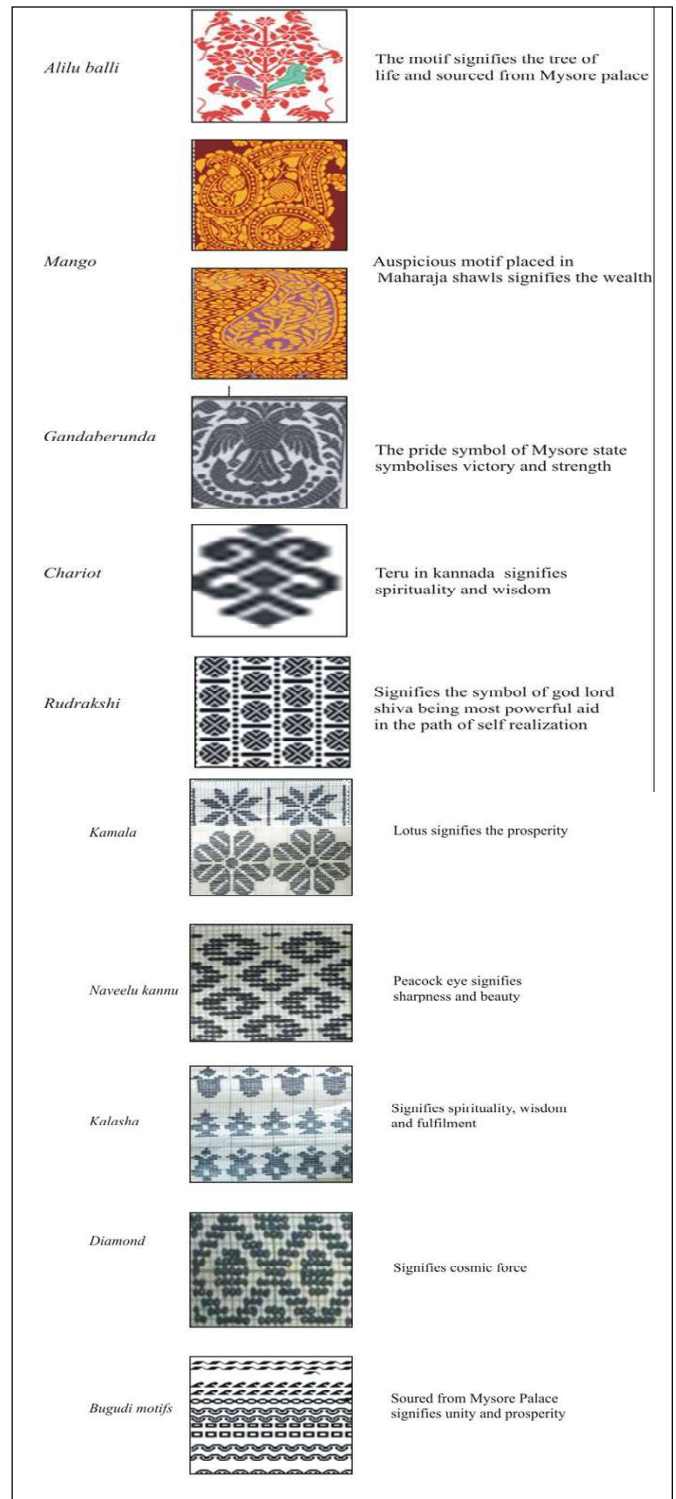 Alilu balli
The motif signifies the tree of
life and sourced from Mysore palace
Mango
Auspicious motif placed in
Maharaja shawls signifies the wealth
Gandaberunda
The pride symbol of Mysore state
symbolises victory and strength
Chariot
Teru in kannada signifies
spirituality and wisdom
Rudrakshi
Signifies the symbol of god lord
shiva being most powerful aid
in the path of self realization
Kamala
Lotus signifies the prosperity
Naveelu kannu
Peacock eye signifies
sharpness and beauty
Kalasha
Signifies spirituality, wisdom
and fulfilment
Diamond
Signifies cosmic force
Bugudi motifs
Soured from Mysore Palace
signifies unity and prosperity